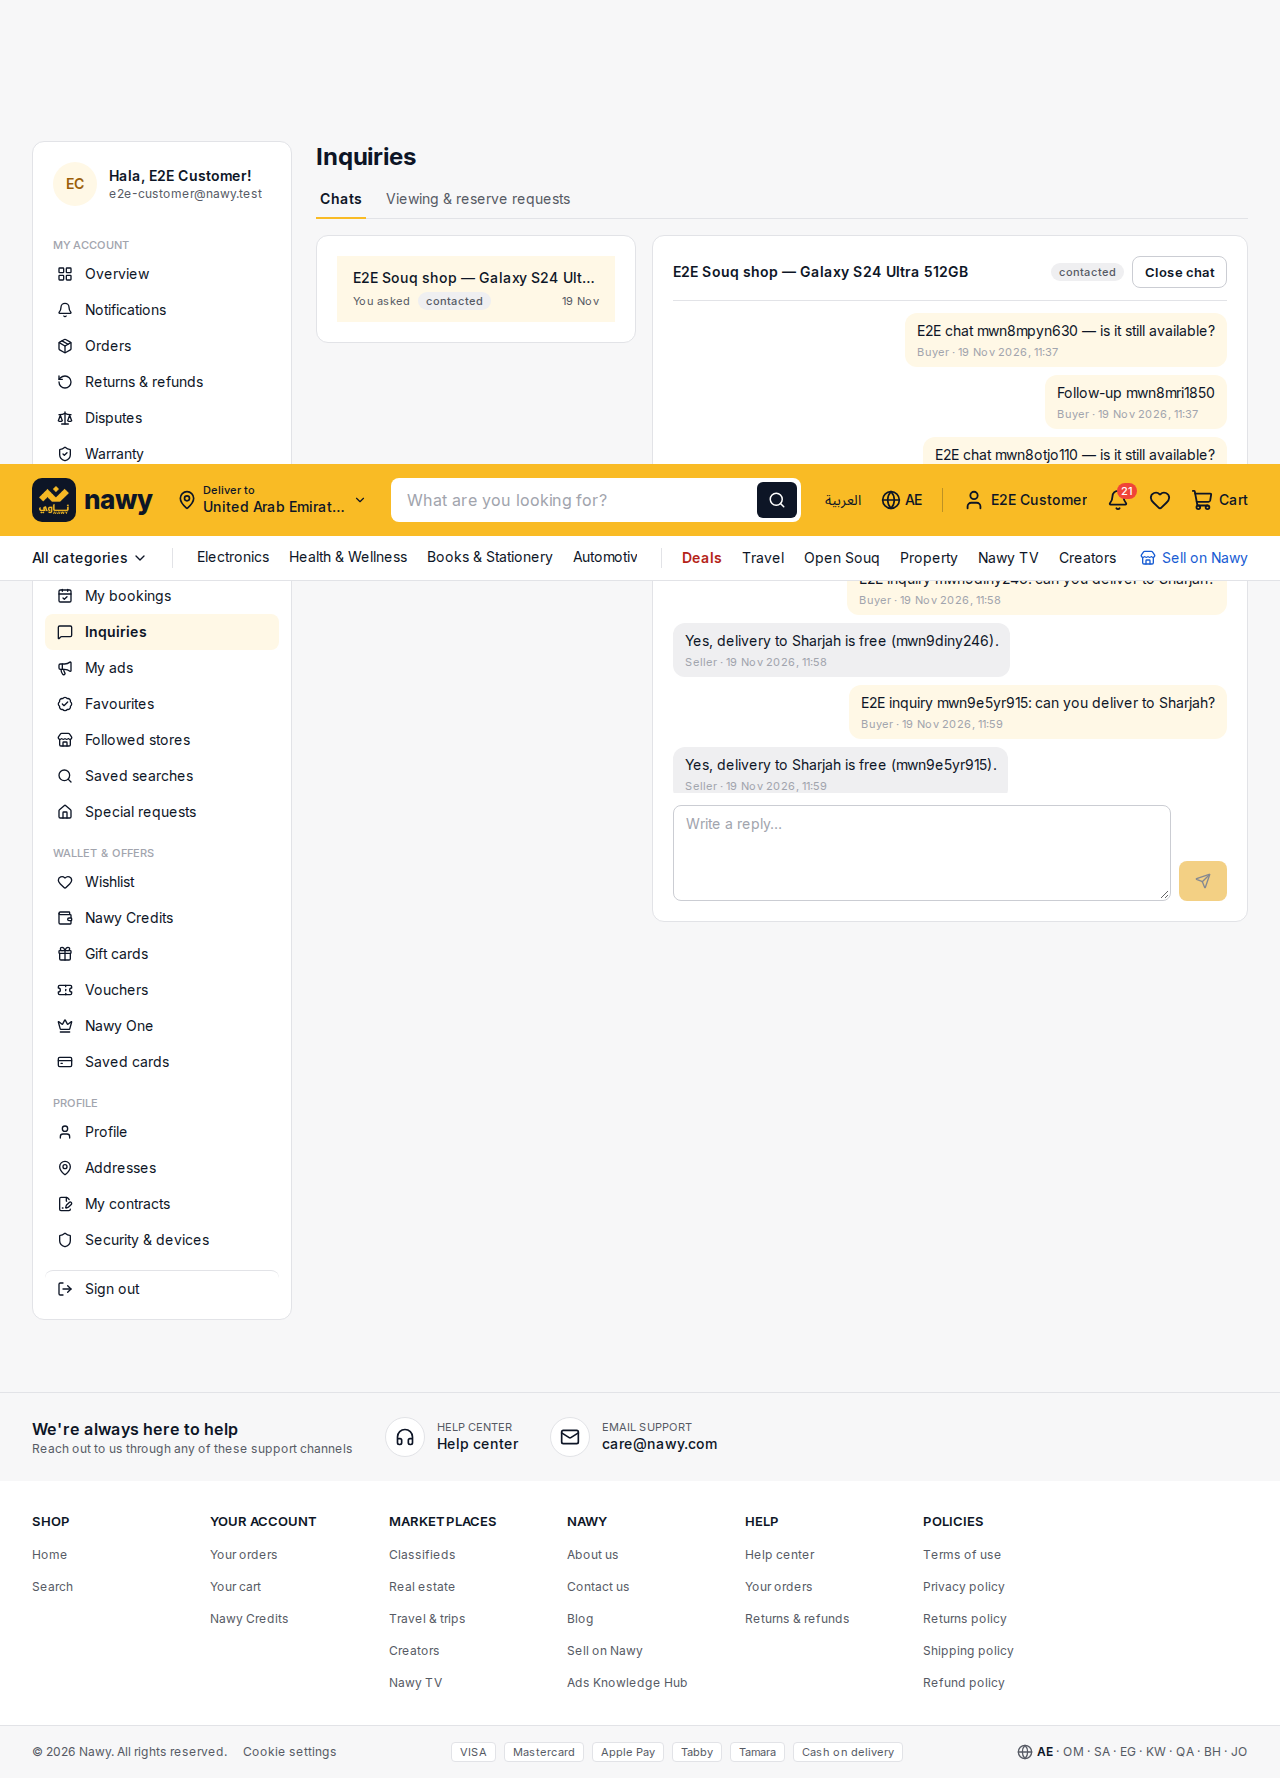 EC
Hala, E2E Customer!
e2e-customer@nawy.test
MY ACCOUNT
Overview
Notifications
Orders
Returns & refunds
Disputes
Warranty
Inquiries
Chats
Viewing & reserve requests
E2E Souq shop — Galaxy S24 Ult...
You asked
contacted
19 Nov
E2E Souq shop — Galaxy S24 Ultra 512GB
contacted
Close chat
E2E chat mwn8mpyn630 — is it still available?
Buyer · 19 Nov 2026, 11:37
Follow-up mwn8mri1850
Buyer · 19 Nov 2026, 11:37
E2E chat mwn8otjo110 — is it still available?
ناوي
nawy
Deliver to
United Arab Emirat...
What are you looking for?
العربية
AE
E2E Customer
21
Cart
All categories
Electronics
Health & Wellness
Books & Stationery
Automotiv
Deals
Travel
Open Souq
Property
Nawy TV
Creators
Sell on Nawy
My bookings
Inquiries
My ads
Favourites
Followed stores
Saved searches
Special requests
WALLET & OFFERS
Wishlist
Nawy Credits
Gift cards
Vouchers
Nawy One
Saved cards
PROFILE
Profile
Addresses
My contracts
Security & devices
Sign out
E2E inquiry mwn9diny246: can you deliver to Sharjah?
Buyer · 19 Nov 2026, 11:58
Yes, delivery to Sharjah is free (mwn9diny246).
Seller · 19 Nov 2026, 11:58
E2E inquiry mwn9e5yr915: can you deliver to Sharjah?
Buyer · 19 Nov 2026, 11:59
Yes, delivery to Sharjah is free (mwn9e5yr915).
Seller · 19 Nov 2026, 11:59
Write a reply...
We're always here to help
Reach out to us through any of these support channels
HELP CENTER
Help center
EMAIL SUPPORT
care@nawy.com
SHOP
Home
Search
YOUR ACCOUNT
Your orders
Your cart
Nawy Credits
MARKETPLACES
Classifieds
Real estate
Travel & trips
Creators
Nawy TV
NAWY
About us
Contact us
Blog
Sell on Nawy
Ads Knowledge Hub
HELP
Help center
Your orders
Returns & refunds
POLICIES
Terms of use
Privacy policy
Returns policy
Shipping policy
Refund policy
© 2026 Nawy. All rights reserved.
Cookie settings
VISA
Mastercard
Apple Pay
Tabby
Tamara
Cash on delivery
AE · OM · SA · EG · KW · QA · BH · JO